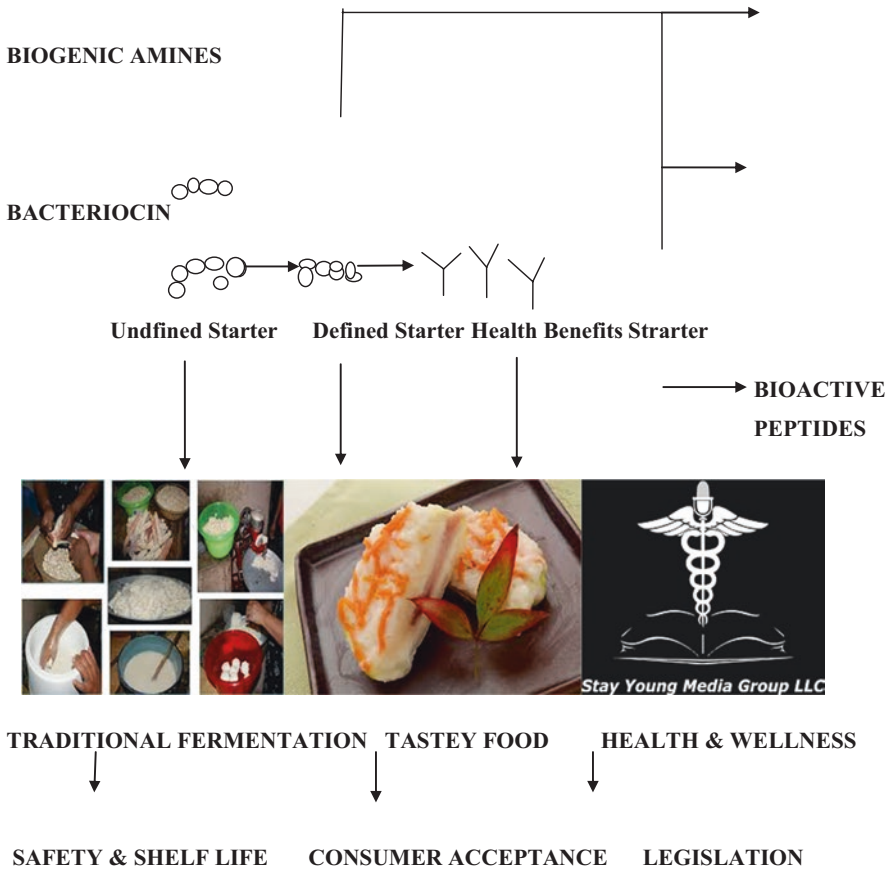 BIOGENIC AMINES
BACTERIOCIN
Undfined Starter
Defined Starter Health Benefits Strarter
BIOACTIVE
PEPTIDES
Stay Young Media Group LLC
TRADITIONAL FERMENTATION
TASTEY FOOD
HEALTH & WELLNESS
SAFETY & SHELF LIFE
CONSUMER ACCEPTANCE
LEGISLATION